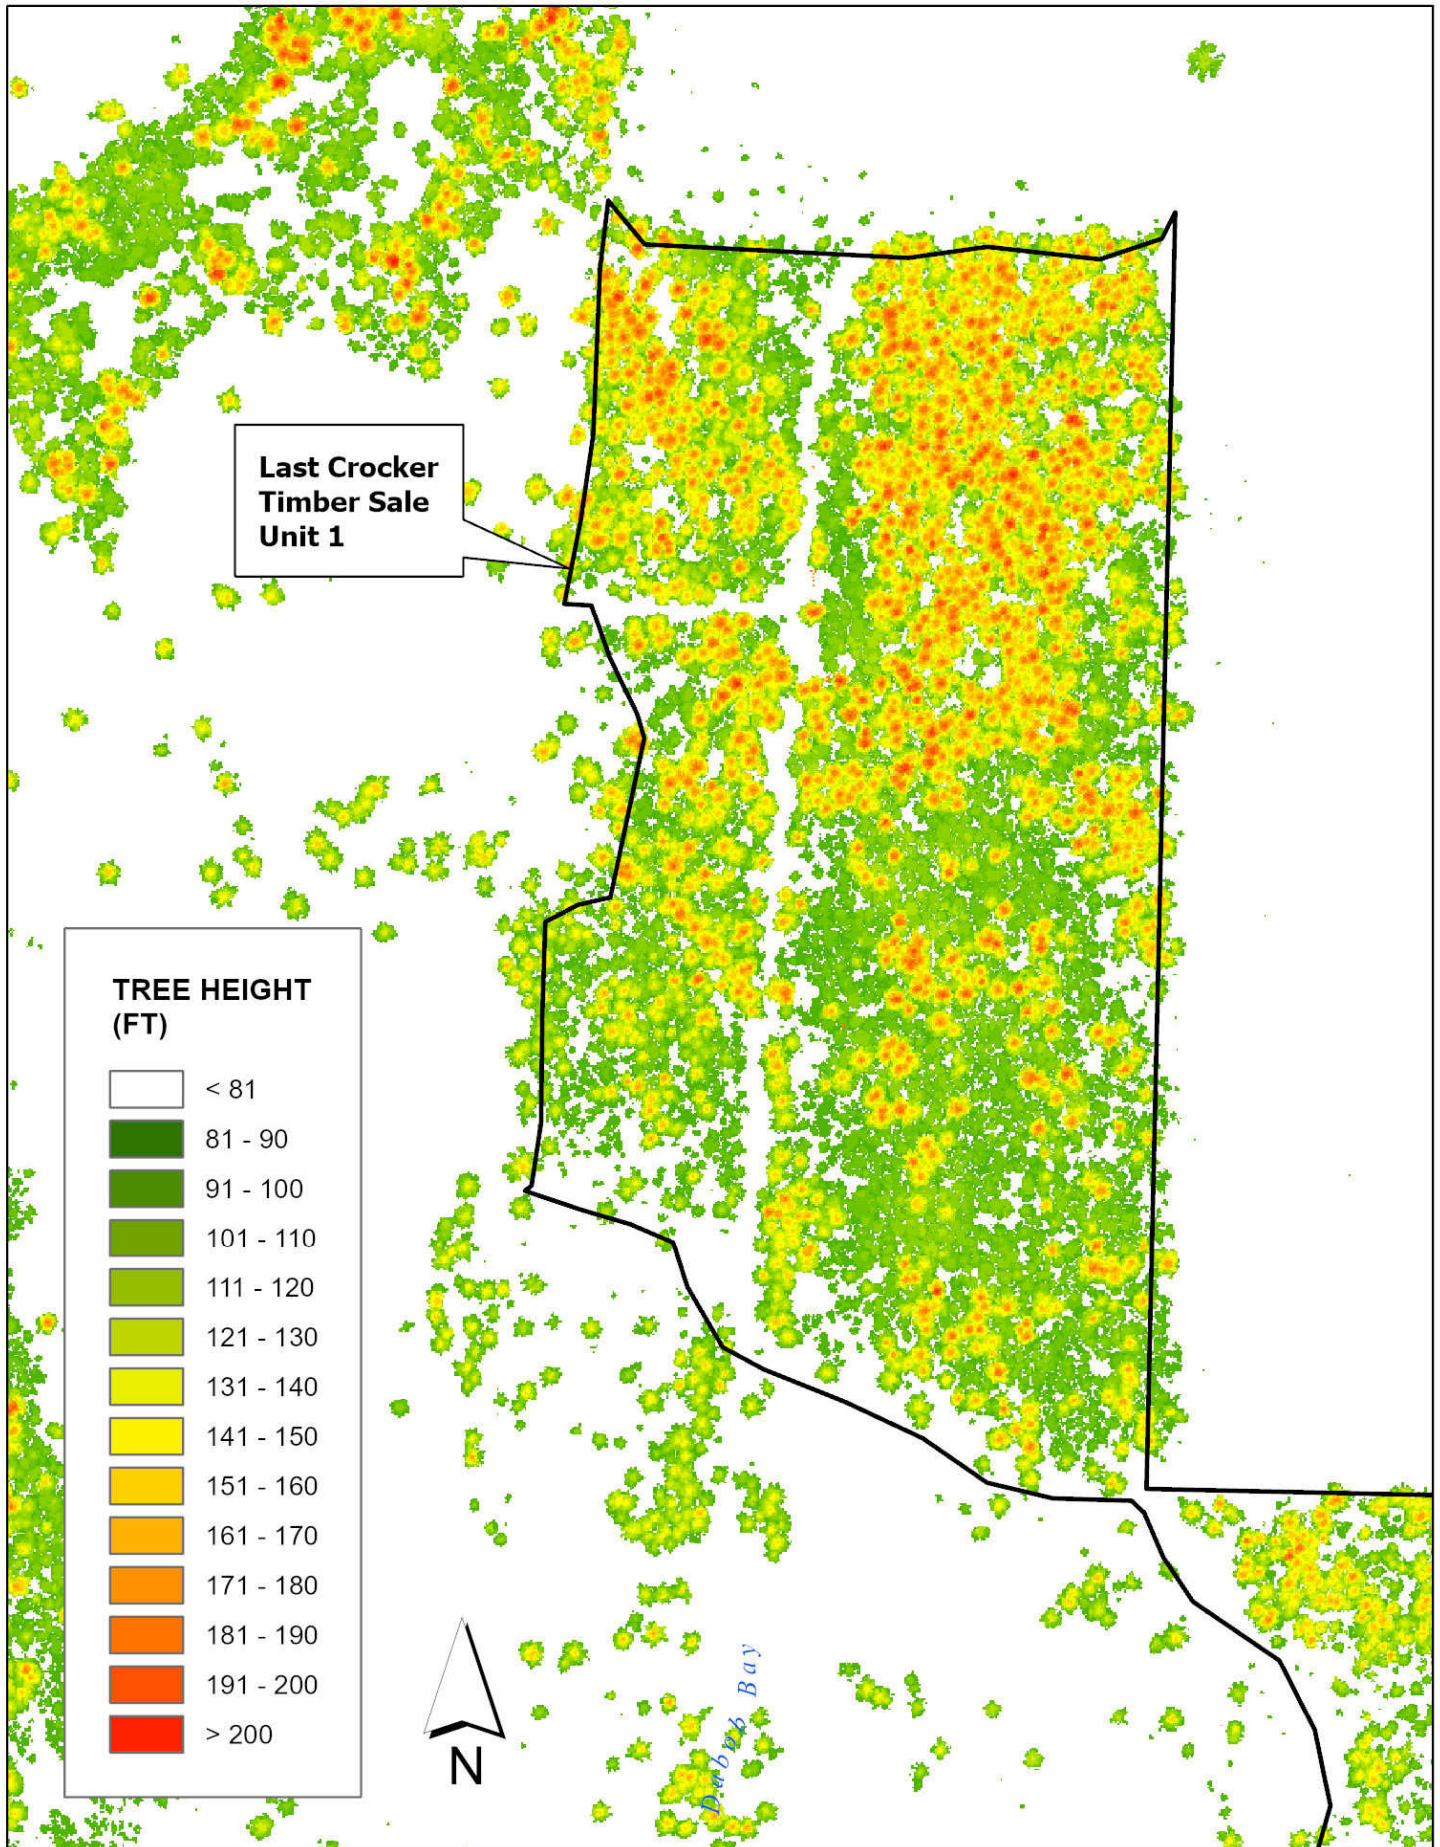 Last Crocker
Timber Sale
Unit 1
TREE HEIGHT
(FT)
< 81
81 - 90
91 - 100
101 - 110
111 - 120
121 - 130
131 - 140
141 - 150
151 - 160
161 - 170
171 - 180
181 - 190
191 - 200
> 200
N
Dabob Bay